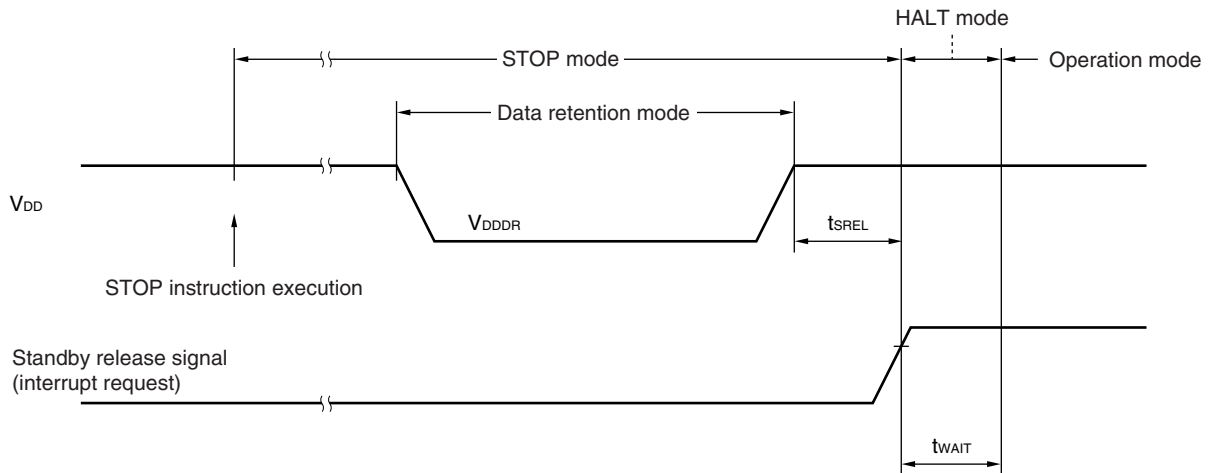 HALT mode
STOP mode
Operation mode
Data retention mode
VDD
VDDDR
tSREL
STOP instruction execution
Standby release signal
(interrupt request)
tWAIT